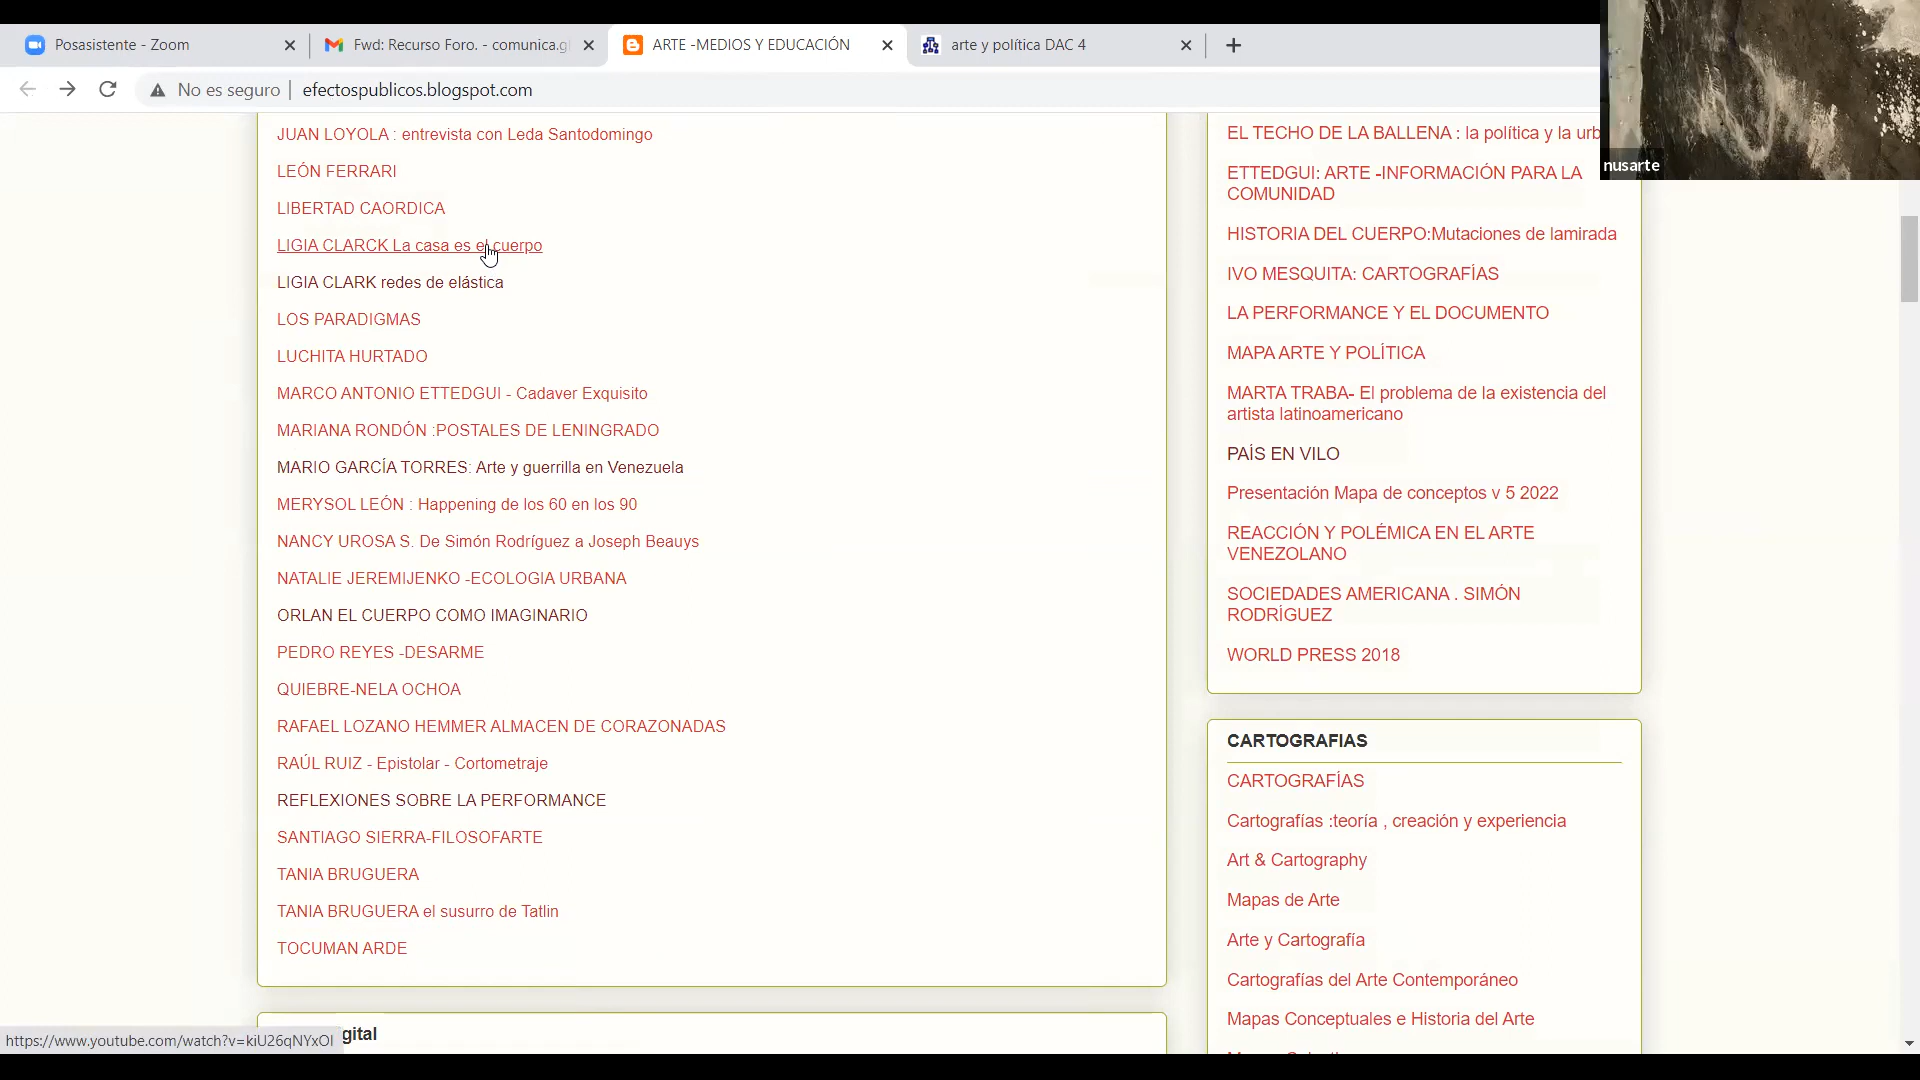 Posasistente - Zoom
Fwd: Recurso Foro. - comunica.g
ARTE -MEDIOS Y EDUCACIÓN
arte y política DAC 4
No es seguro
efectospublicos.blogspot.com
nusarte
JUAN LOYOLA : entrevista con Leda Santodomingo
LEÓN FERRARI
LIBERTAD CAORDICA
LIGIA CLARCK La casa es el cuerpo
LIGIA CLARK redes de elástica
LOS PARADIGMAS
LUCHITA HURTADO
MARCO ANTONIO ETTEDGUI - Cadaver Exquisito
MARIANA RONDÓN :POSTALES DE LENINGRADO
MARIO GARCÍA TORRES: Arte y guerrilla en Venezuela
MERYSOL LEÓN : Happening de los 60 en los 90
NANCY UROSA S. De Simón Rodríguez a Joseph Beauys
NATALIE JEREMIJENKO -ECOLOGIA URBANA
ORLAN EL CUERPO COMO IMAGINARIO
PEDRO REYES -DESARME
QUIEBRE-NELA OCHOA
RAFAEL LOZANO HEMMER ALMACEN DE CORAZONADAS
RAÚL RUIZ - Epistolar - Cortometraje
REFLEXIONES SOBRE LA PERFORMANCE
SANTIAGO SIERRA-FILOSOFARTE
TANIA BRUGUERA
TANIA BRUGUERA el susurro de Tatlin
TOCUMAN ARDE
gital
https://www.youtube.com/watch?v=kiU26qNYxOI
EL TECHO DE LA BALLENA : la política y la urb
ETTEDGUI: ARTE -INFORMACIÓN PARA LA
COMUNIDAD
HISTORIA DEL CUERPO:Mutaciones de lamirada
IVO MESQUITA: CARTOGRAFÍAS
LA PERFORMANCE Y EL DOCUMENTO
MAPA ARTE Y POLÍTICA
MARTA TRABA- El problema de la existencia del
artista latinoamericano
PAÍS EN VILO
Presentación Mapa de conceptos v 5 2022
REACCIÓN Y POLÉMICA EN EL ARTE
VENEZOLANO
SOCIEDADES AMERICANA . SIMÓN
RODRÍGUEZ
WORLD PRESS 2018
CARTOGRAFIAS
CARTOGRAFÍAS
Cartografías :teoría , creación y experiencia
Art & Cartography
Mapas de Arte
Arte y Cartografía
Cartografías del Arte Contemporáneo
Mapas Conceptuales e Historia del Arte